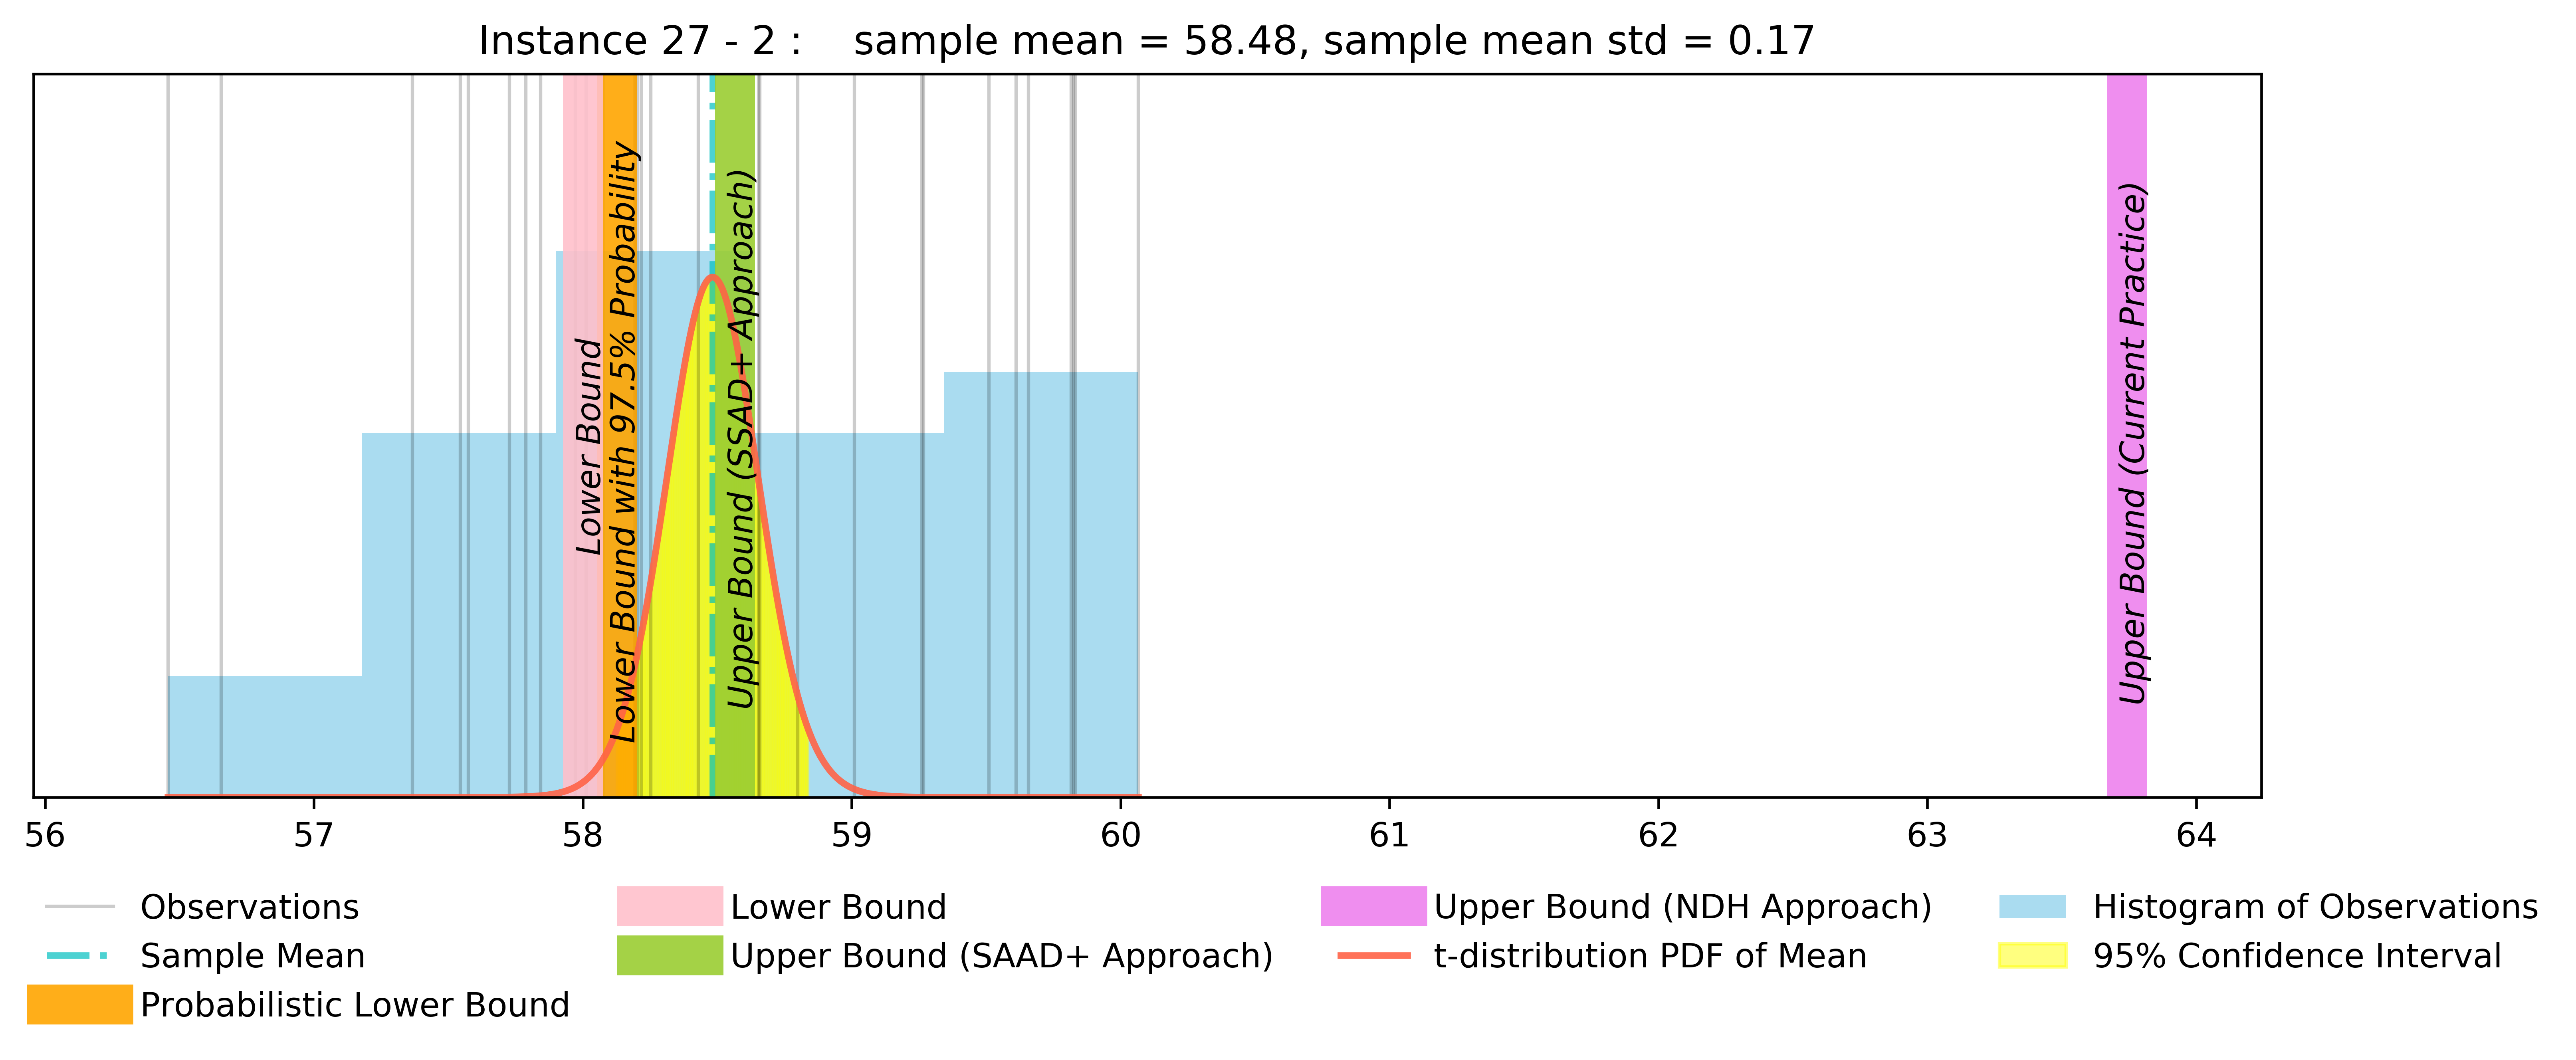 Instance 27 - 2 :    sample mean = 58.48, sample mean std = 0.17
Lower Bound
Lower Bound with 97.5% Probability
Upper Bound (SSAD+ Approach)
Upper Bound (Current Practice)
56 57 58 59 60 61 62 63 64
Observations
Sample Mean
Probabilistic Lower Bound
Lower Bound
Upper Bound (SAAD+ Approach)
Upper Bound (NDH Approach)
t-distribution PDF of Mean
Histogram of Observations
95% Confidence Interval